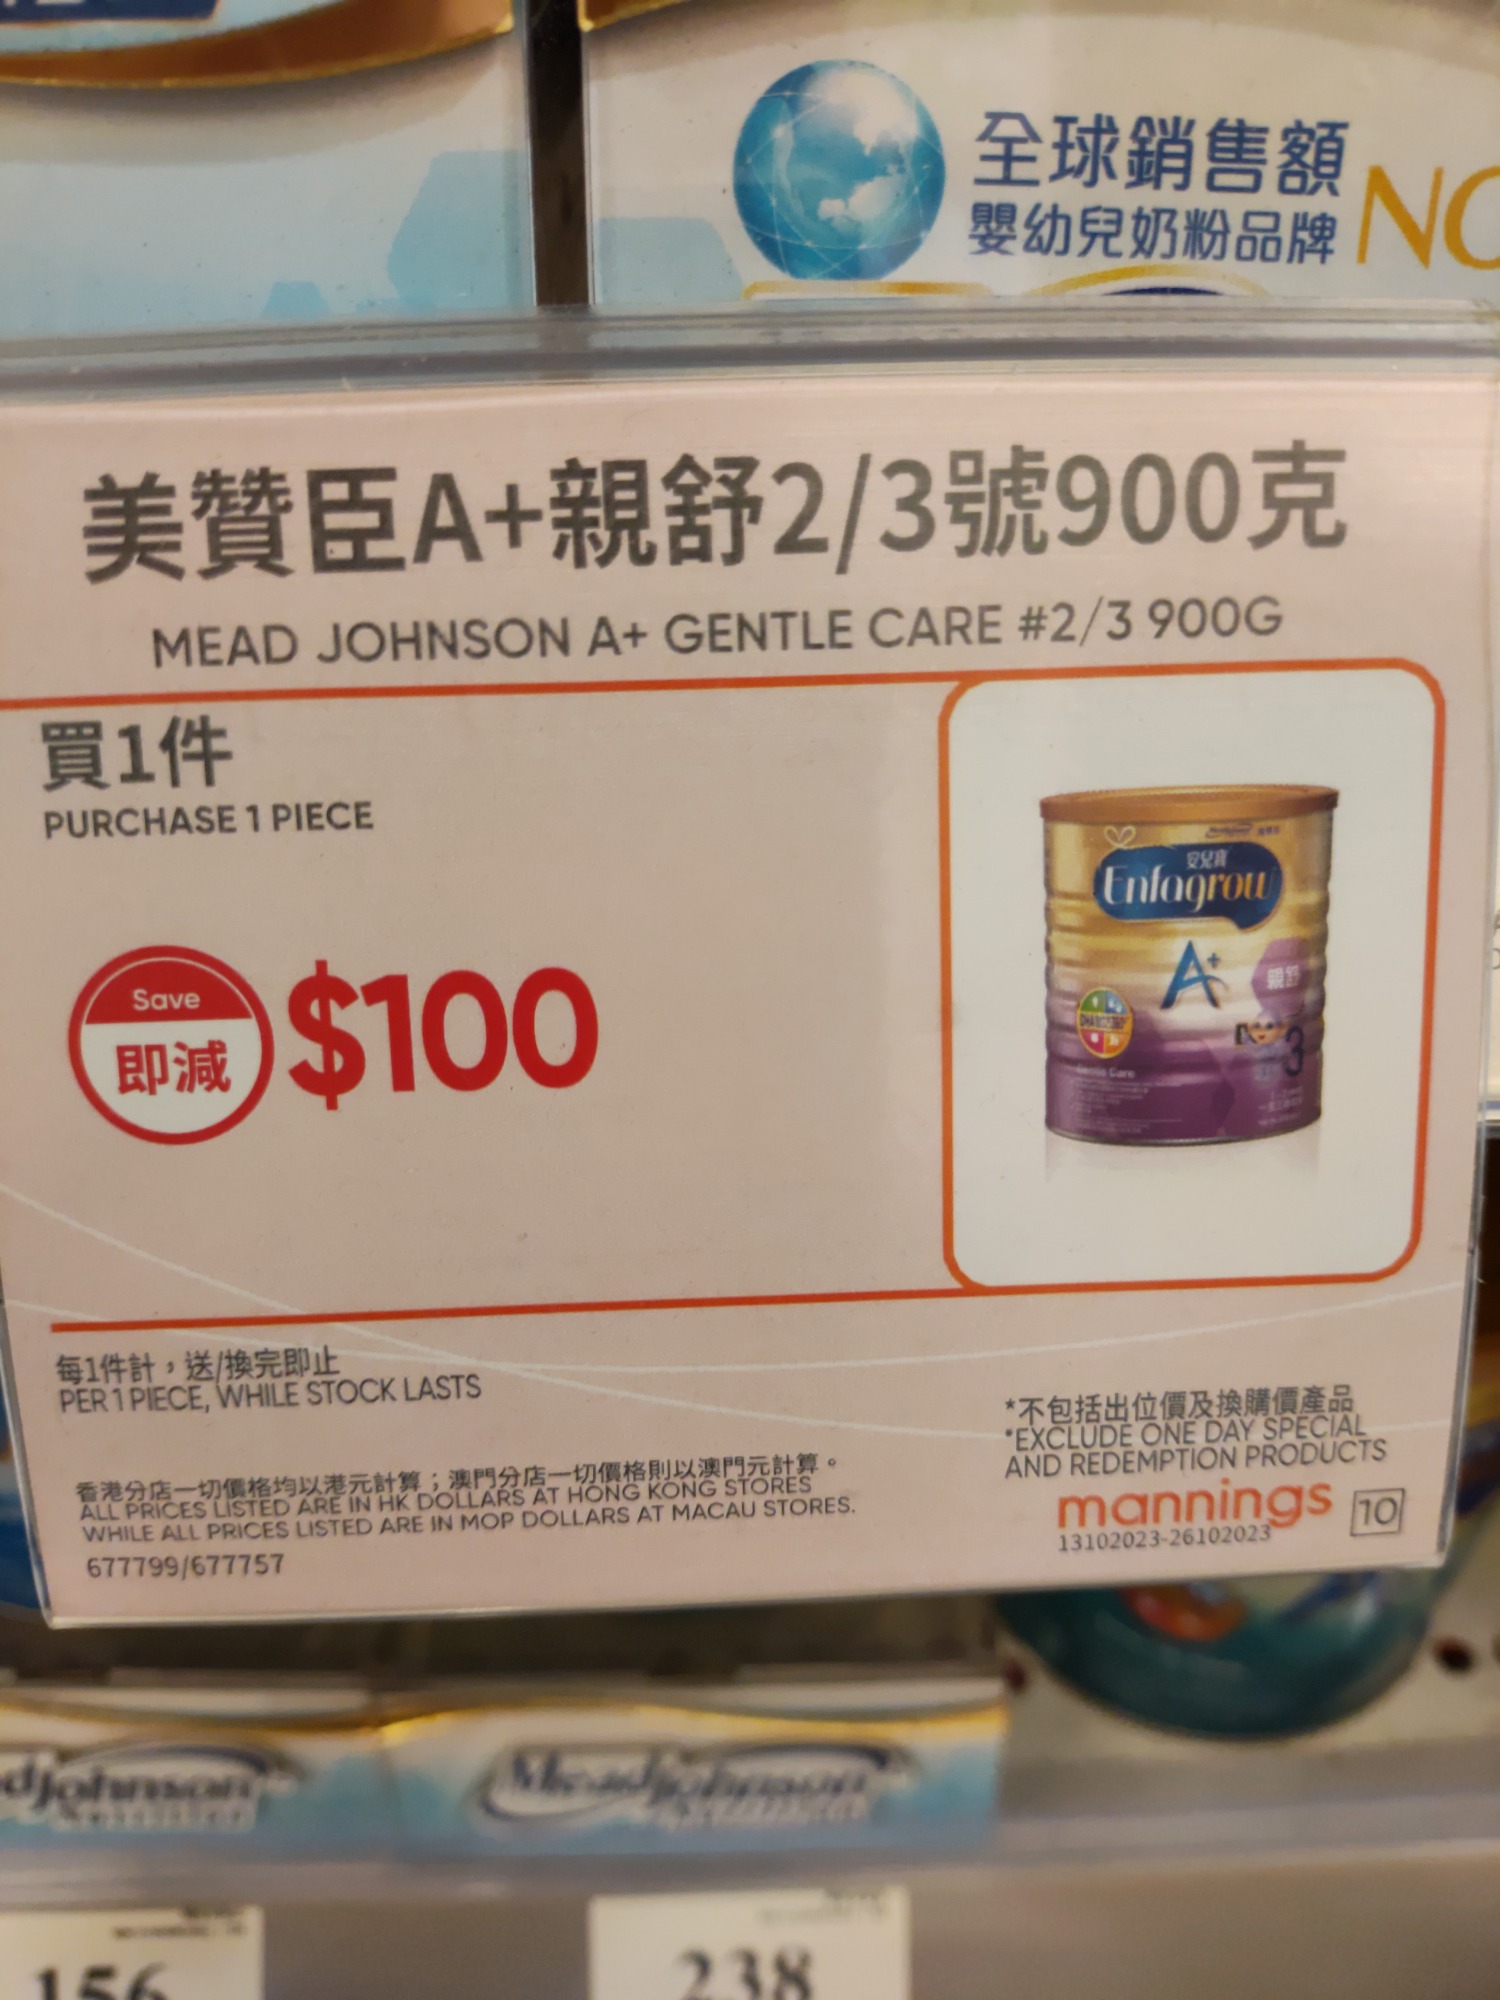 全球銷售額
嬰幼兒奶粉品牌 NO
美贊臣A+親舒2/3號900克
MEAD JOHNSON A+ GENTLE CARE #2/3 900G
買1件
PURCHASE 1 PIECE
Save
即減
$100
安兒寶
Enfagrow
A+
親舒
3
Gentle Care
每1件計，送/換完即止
PER 1 PIECE, WHILE STOCK LASTS
*不包括出位價及換購價產品
*EXCLUDE ONE DAY SPECIAL
AND REDEMPTION PRODUCTS
香港分店一切價格均以港元計算；澳門分店一切價格則以澳門元計算。
ALL PRICES LISTED ARE IN HK DOLLARS AT HONG KONG STORES
WHILE ALL PRICES LISTED ARE IN MOP DOLLARS AT MACAU STORES.
677799/677757
mannings
13102023-26102023
10
djohnson
Meadjohnson
156
238